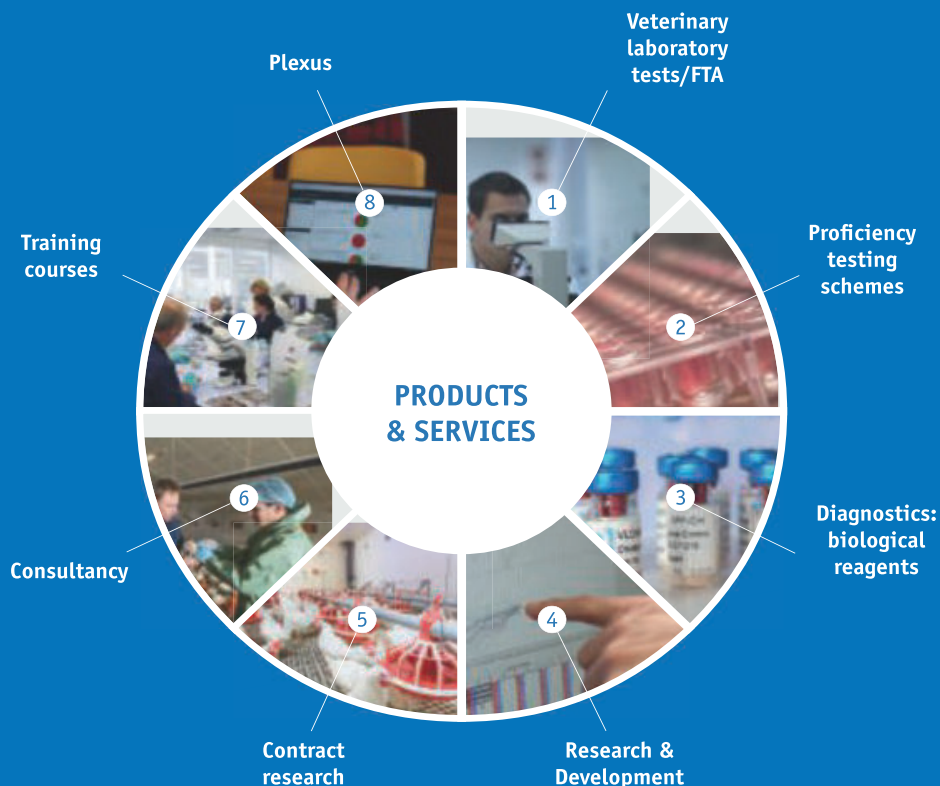 Veterinary
laboratory
tests/FTA
Plexus
8
1
Training
courses
Proficiency
testing
schemes
7
2
PRODUCTS
& SERVICES
6
3
Diagnostics:
biological
reagents
Consultancy
5
4
Contract
research
Research &
Development